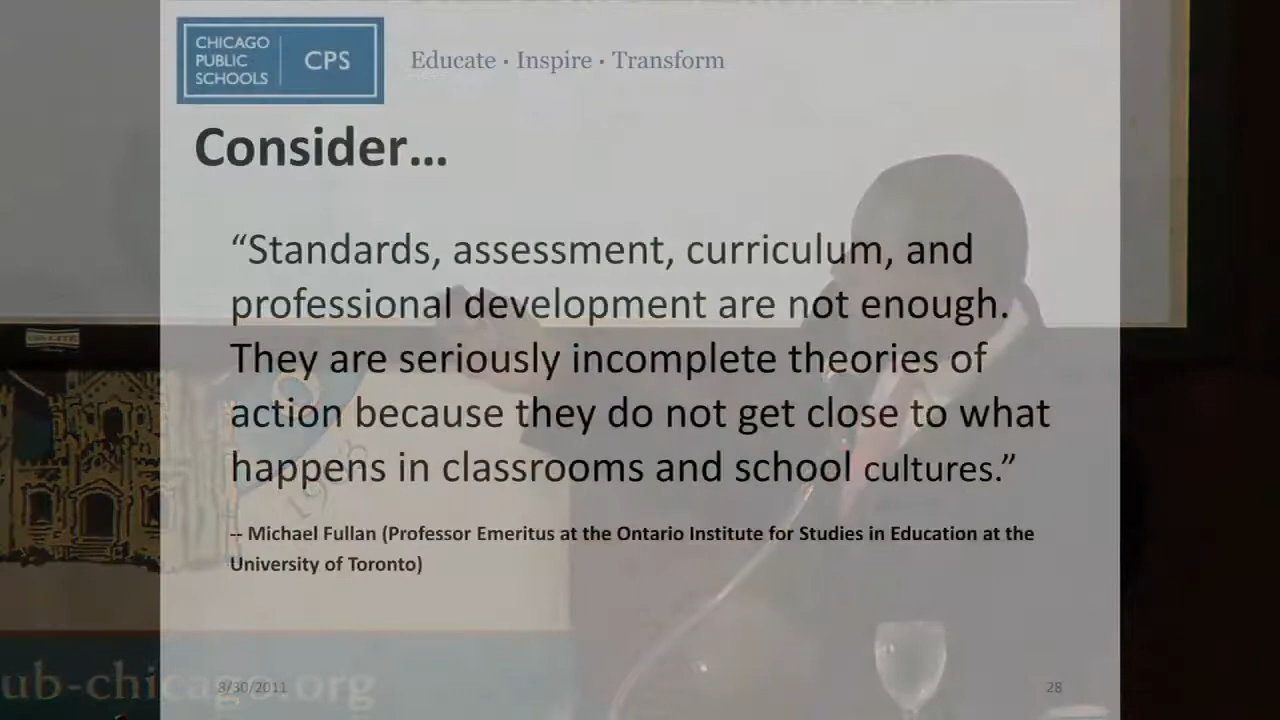 CHICAGO
PUBLIC
SCHOOLS
CPS
Educate · Inspire · Transform
Consider…
“Standards, assessment, curriculum, and
professional development are not enough.
They are seriously incomplete theories of
action because they do not get close to what
happens in classrooms and school cultures.”
-- Michael Fullan (Professor Emeritus at the Ontario Institute for Studies in Education at the
University of Toronto)
ub-chicago.org
8/30/2011
28